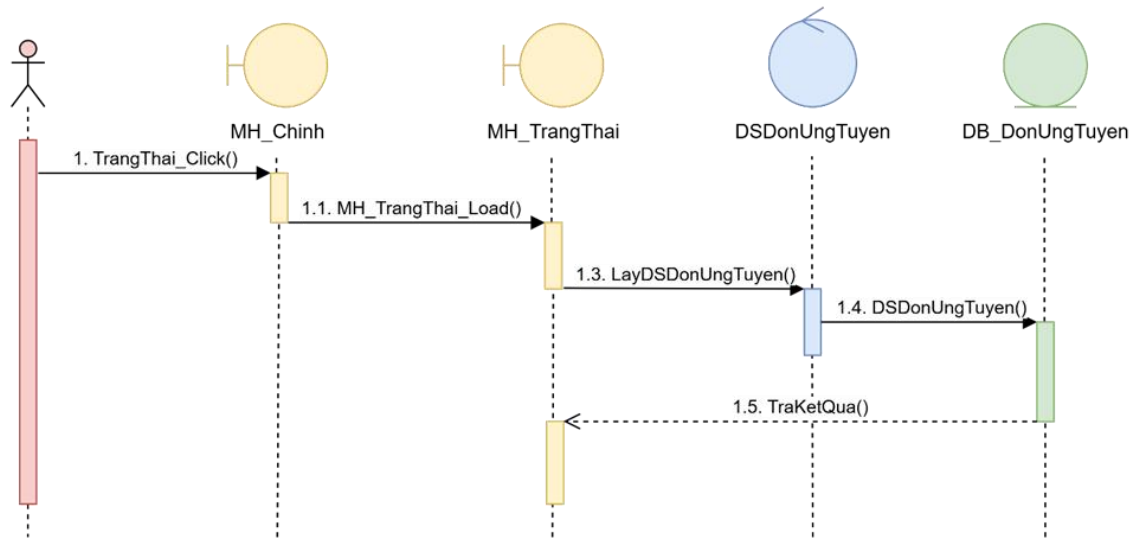 MH_Chinh
MH_TrangThai
DSDonUngTuyen
DB_DonUngTuyen
1. TrangThai_Click()
1.1. MH_TrangThai_Load()
1.3. LayDSDonUngTuyen()
1.4. DSDonUngTuyen()
1.5. TraKetQua()